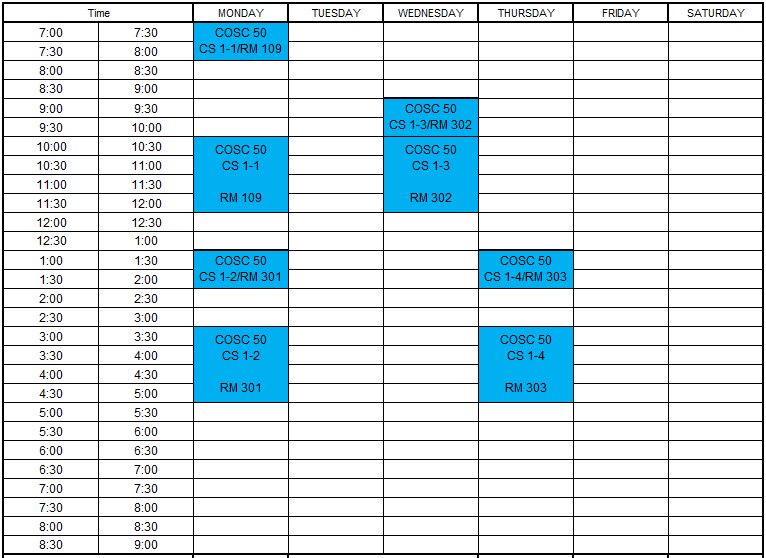 Time MONDAY TUESDAY WEDNESDAY THURSDAY FRIDAY SATURDAY
7:00 7:30 COSC 50
7:30 8:00 CS 1-1/RM 109
8:00 8:30
8:30 9:00
9:00 9:30 COSC 50
9:30 10:00 CS 1-3/RM 302
10:00 10:30 COSC 50 COSC 50
10:30 11:00 CS 1-1 CS 1-3
11:00 11:30
11:30 12:00 RM 109 RM 302
12:00 12:30
12:30 1:00
1:00 1:30 COSC 50 COSC 50
1:30 2:00 CS 1-2/RM 301 CS 1-4/RM 303
2:00 2:30
2:30 3:00
3:00 3:30 COSC 50 COSC 50
3:30 4:00 CS 1-2 CS 1-4
4:00 4:30
4:30 5:00 RM 301 RM 303
5:00 5:30
5:30 6:00
6:00 6:30
6:30 7:00
7:00 7:30
7:30 8:00
8:00 8:30
8:30 9:00